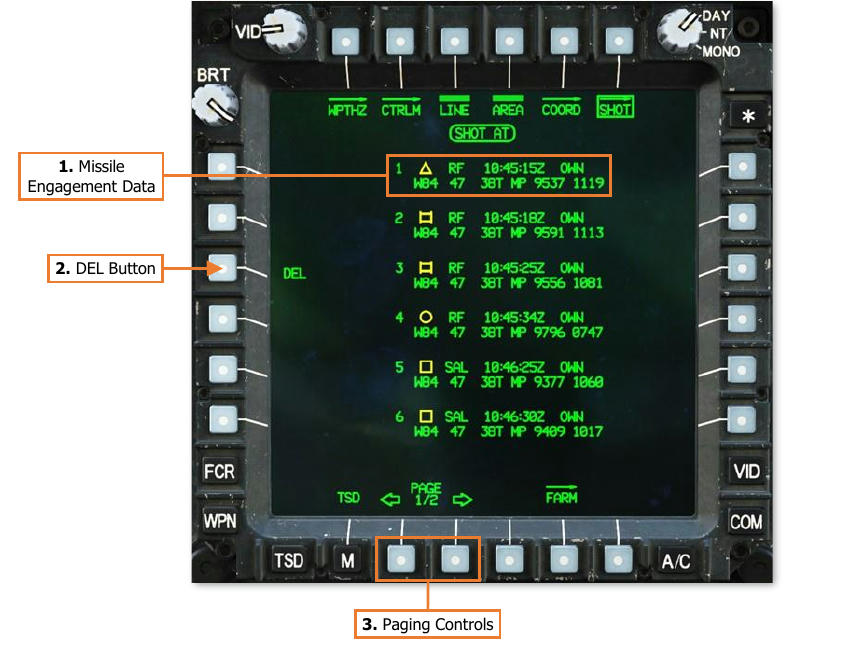 VID
DAY
NT
MONO
BRT
WPTHZ CTRLM LINE AREA COORD SHOT
*
SHOT AT
1. Missile
Engagement Data
1 RF 10:45:15Z OWN
W84 47 38T MP 9537 1119
2 RF 10:45:18Z OWN
W84 47 38T MP 9591 1113
2. DEL Button
DEL
3 RF 10:45:25Z OWN
W84 47 38T MP 9556 1081
4 RF 10:45:34Z OWN
W84 47 38T MP 9796 0747
5 SAL 10:46:25Z OWN
W84 47 38T MP 9377 1060
6 SAL 10:46:30Z OWN
W84 47 38T MP 9409 1017
FCR
VID
TSD
PAGE
1/2
FARM
WPN
COM
TSD M A/C
3. Paging Controls